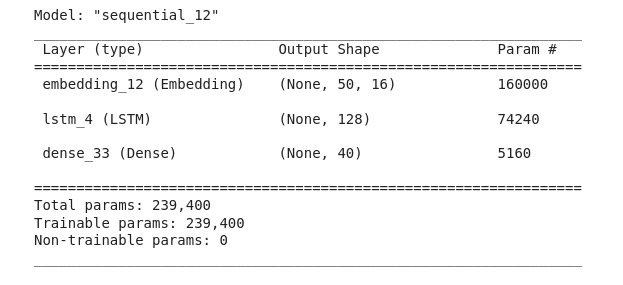 Model: "sequential_12"
Layer (type) Output Shape Param #
embedding_12 (Embedding) (None, 50, 16) 160000
lstm_4 (LSTM) (None, 128) 74240
dense_33 (Dense) (None, 40) 5160
Total params: 239,400
Trainable params: 239,400
Non-trainable params: 0